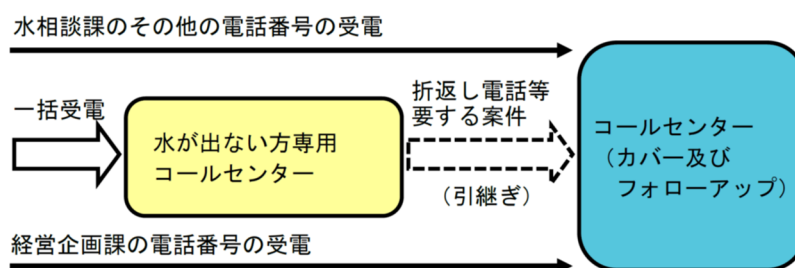 水相談課のその他の電話番号の受電
一括受電
水が出ない方専用
コールセンター
折返し電話等
要する案件
（引継ぎ）
コールセンター
（カバー及び
フォローアップ）
経営企画課の電話番号の受電